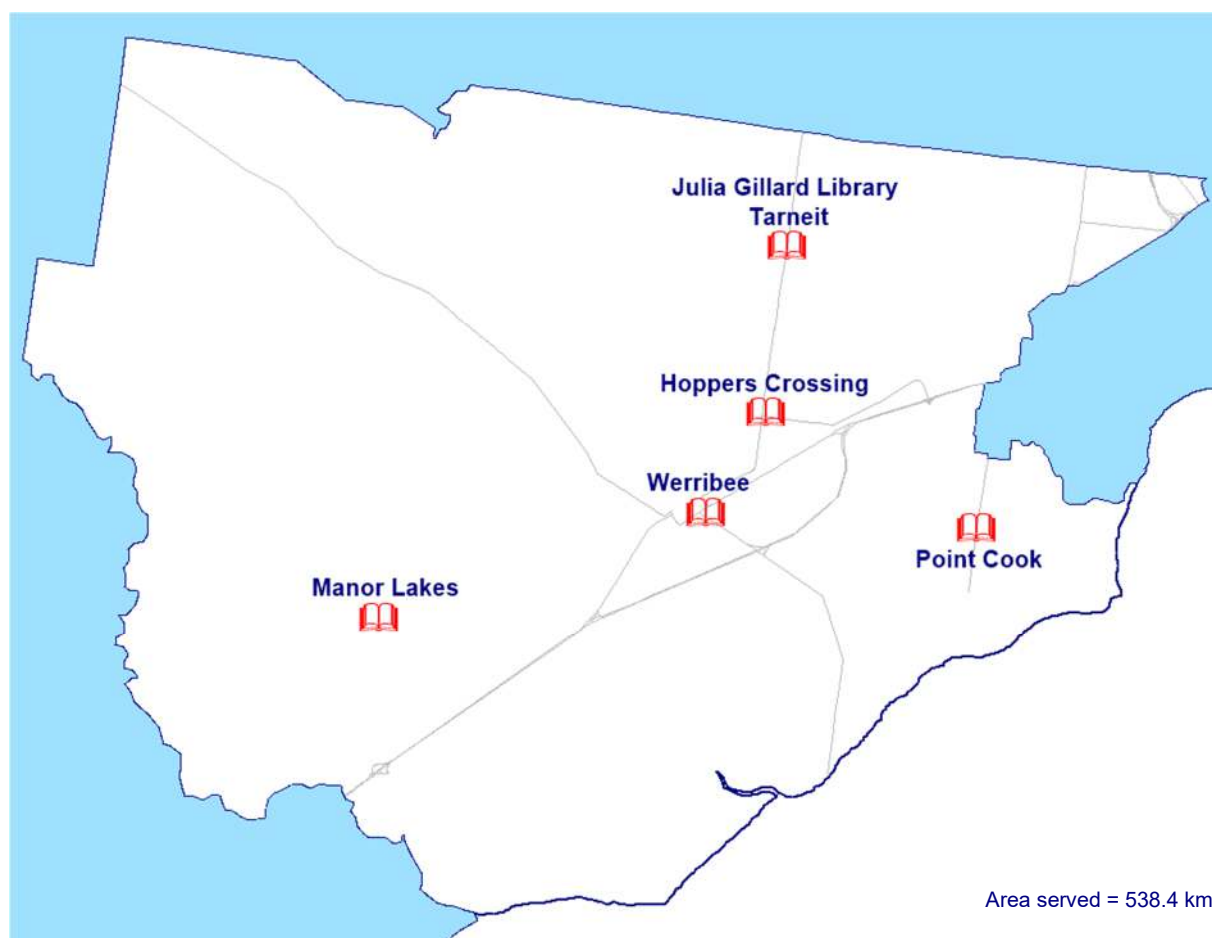 Julia Gillard Library
Tarneit
Hoppers Crossing
Werribee
Point Cook
Manor Lakes
Area served = 538.4 km